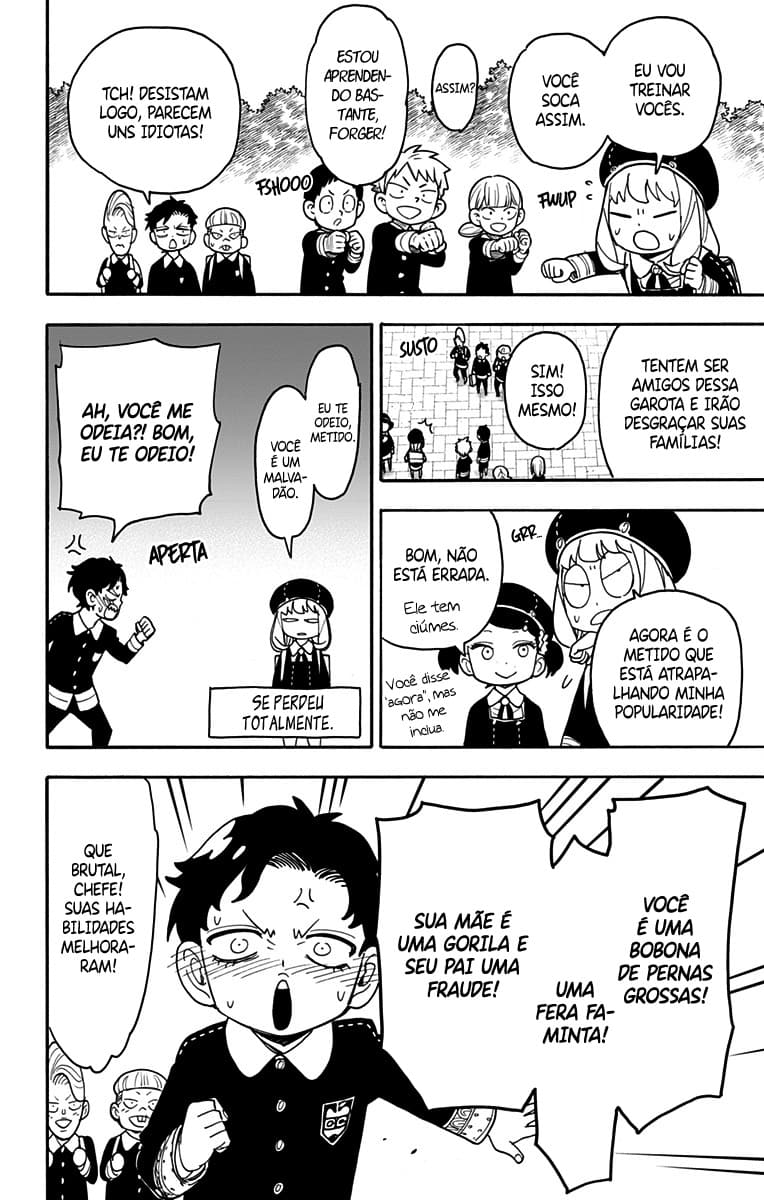 EU VOU
TREINAR
VOCÊS.
VOCÊ
SOCA
ASSIM.
FWUP
ASSIM?
ESTOU
APRENDEN-
DO BAS-
TANTE,
FORGER!
FSHOOO
TCH! DESISTAM
LOGO, PARECEM
UNS IDIOTAS!
TENTEM SER
AMIGOS DESSA
GAROTA E IRÃO
DESGRAÇAR SUAS
FAMÍLIAS!
SIM!
ISSO
MESMO!
SUSTO
GRR...
AGORA É O
METIDO QUE
ESTÁ ATRAPA-
LHANDO MINHA
POPULARIDADE!
BOM, NÃO
ESTÁ ERRADA.
Ele tem
ciúmes.
Você disse
"agora", mas
não me
inclua.
EU TE
ODEIO,
METIDO.
VOCÊ
É UM
MALVA-
DÃO.
SE PERDEU
TOTALMENTE.
AH, VOCÊ ME
ODEIA?! BOM,
EU TE ODEIO!
APERTA
VOCÊ
É UMA
BOBONA
DE PERNAS
GROSSAS!
UMA
FERA FA-
MINTA!
SUA MÃE É
UMA GORILA E
SEU PAI UMA
FRAUDE!
QUE
BRUTAL,
CHEFE!
SUAS HA-
BILIDADES
MELHORA-
RAM!